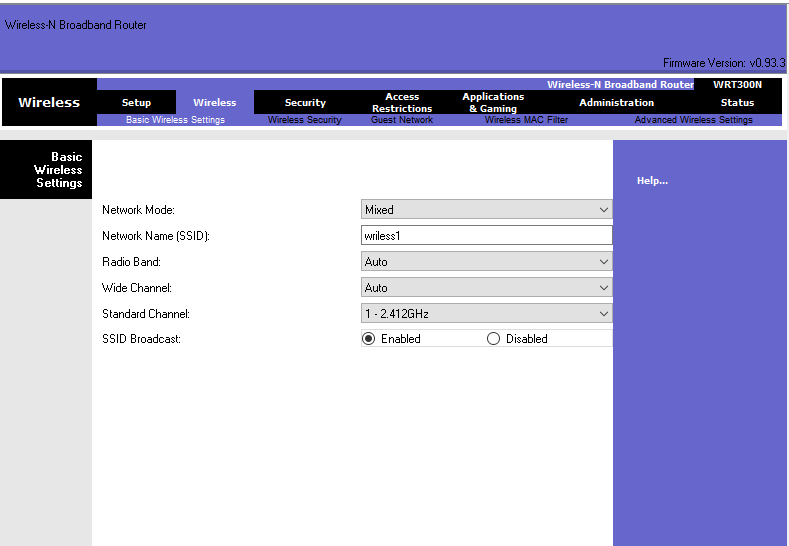 Wireless-N Broadband Router
Firmware Version: v0.93.3
Wireless-N Broadband Router WRT300N
Wireless
Setup Wireless Security Access Restrictions Applications & Gaming Administration Status
Basic Wireless Settings Wireless Security Guest Network Wireless MAC Filter Advanced Wireless Settings
Basic
Wireless
Settings
Help...
Network Mode: Mixed
Network Name (SSID): wriless1
Radio Band: Auto
Wide Channel: Auto
Standard Channel: 1 - 2.412GHz
SSID Broadcast: Enabled Disabled